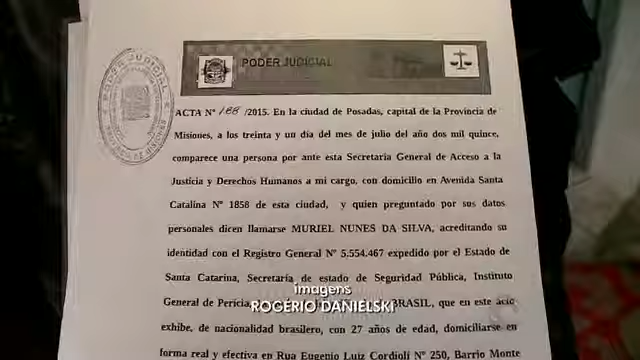 PODER JUDICIAL
ACTA Nº 188 /2015. En la ciudad de Posadas, capital de la Provincia de
Misiones, a los treinta y un día del mes de julio del año dos mil quince,
comparece una persona por ante esta Secretaria General de Acceso a la
Justicia y Derechos Humanos a mi cargo, con domicilio en Avenida Santa
Catalina Nº 1858 de esta ciudad, y quien preguntado por sus datos
personales dicen llamarse MURIEL NUNES DA SILVA, acreditando su
identidad con el Registro General Nº 5.554.467 expedido por el Estado de
Santa Catarina, Secretaría de estado de Seguridad Pública, Instituto
General de Pericia, BRASIL, que en este acto
imagens
ROGÉRIO DANIELSKI
exhibe, de nacionalidad brasilero, con 27 años de edad, domiciliarse en
forma real y efectiva en Rua Eugenio Luiz Cordioli Nº 250, Barrio Monte